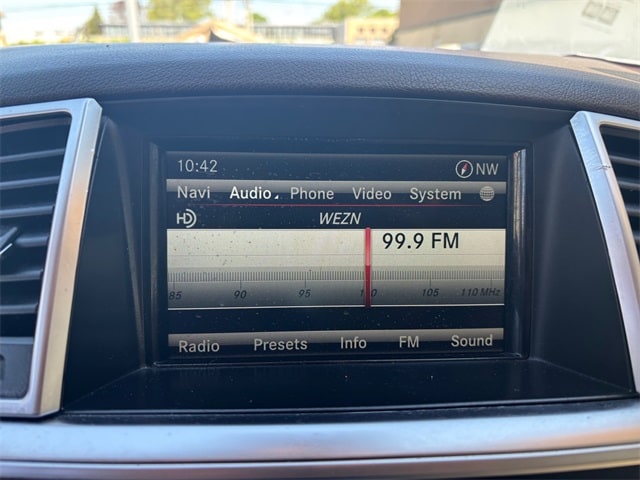 10:42 NW
Navi Audio Phone Video System
HD WEZN
99.9 FM
85 90 95 100 105 110 MHz
Radio Presets Info FM Sound